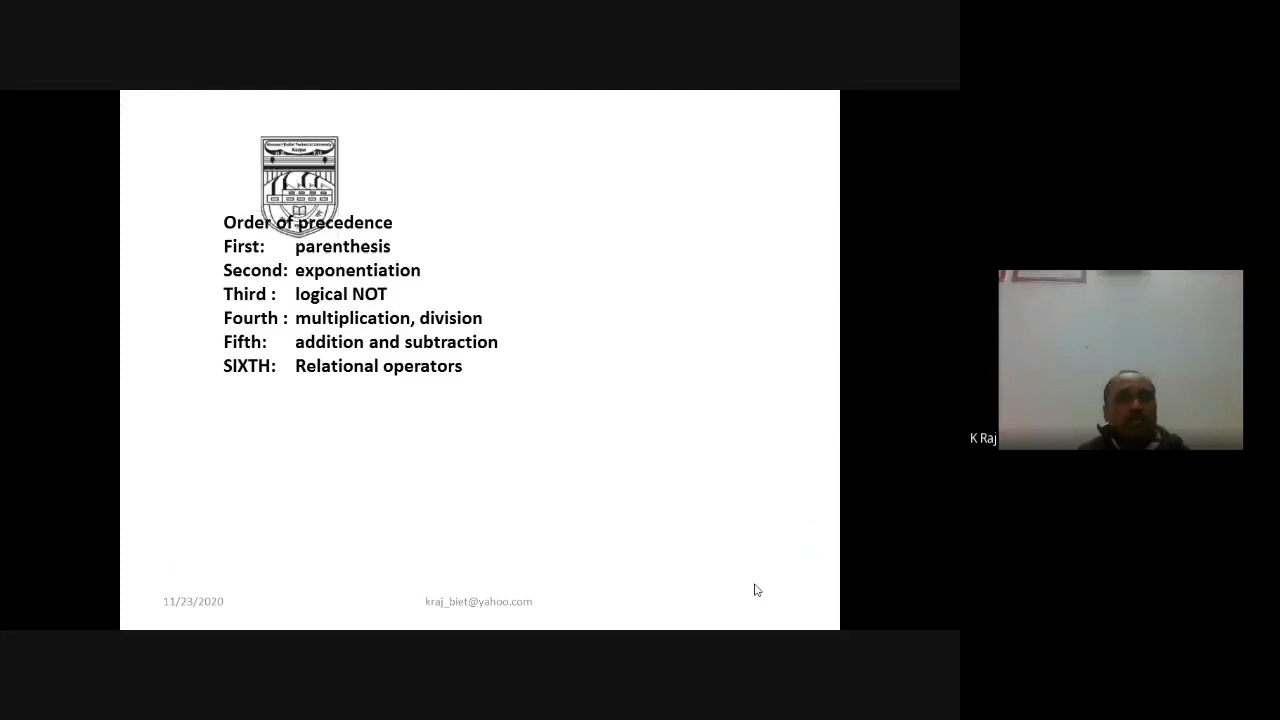 Order of precedence
First: parenthesis
Second: exponentiation
Third : logical NOT
Fourth : multiplication, division
Fifth: addition and subtraction
SIXTH: Relational operators
11/23/2020 kraj_biet@yahoo.com
K Raj